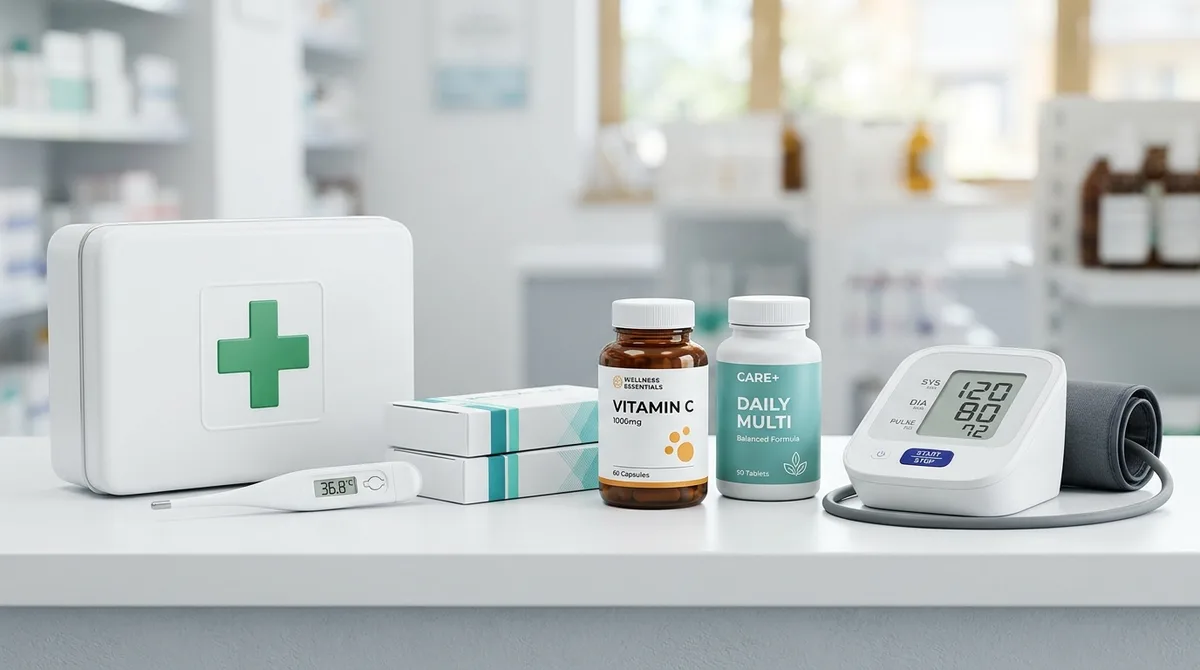 36.8°C
WELLNESS
ESSENTIALS
VITAMIN C
1000mg
60 Capsules
CARE+
DAILY
MULTI
Balanced Formula
50 Tablets
SYS
120
DIA
80
PULKE
72
START
STOP